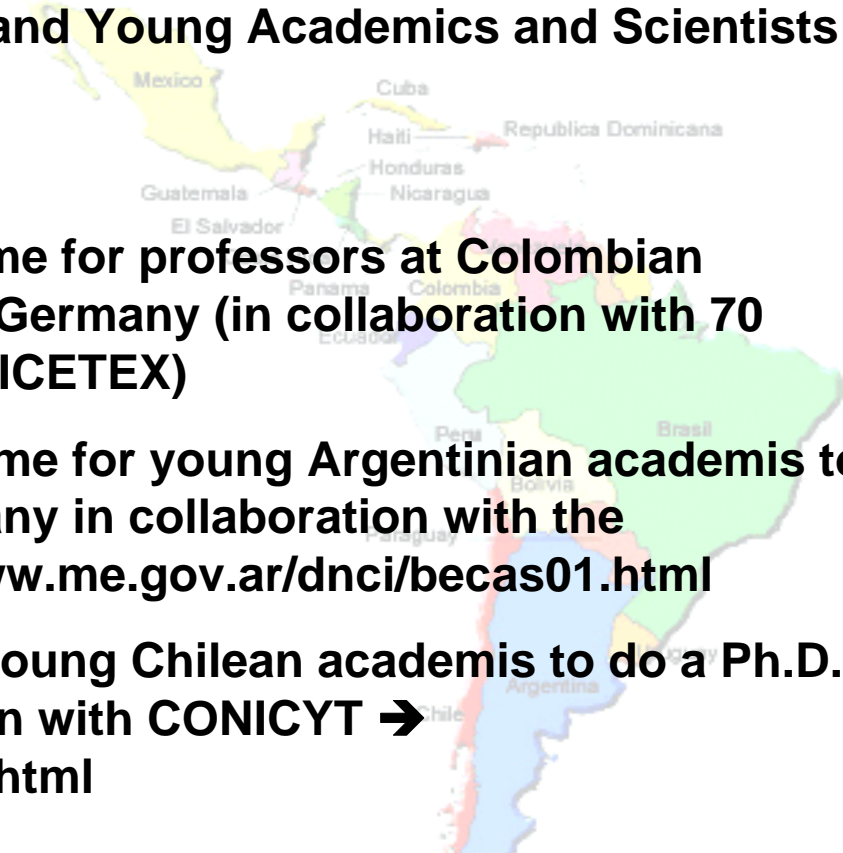 and Young Academics and Scientists
Mexico
Cuba
Haiti
Republica Dominicana
Honduras
Guatemala
Nicaragua
El Salvador
me for professors at Colombian
Panama
Colombia
Germany (in collaboration with 70
Ecuador
ICETEX)
Peru
Brasil
me for young Argentinian academis to
Bolivia
any in collaboration with the
Paraguay
ww.me.gov.ar/dnci/becas01.html
oung Chilean academis to do a Ph.D.
Uruguay
Argentina
n with CONICYT ➔
Chile
html